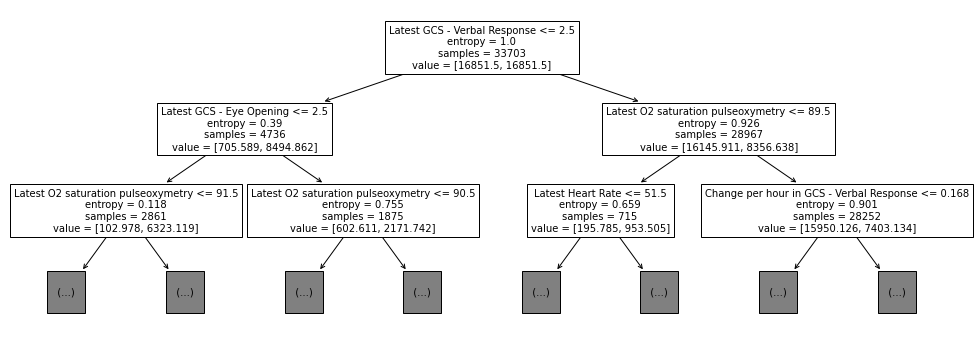 Latest GCS - Verbal Response <= 2.5
entropy = 1.0
samples = 33703
value = [16851.5, 16851.5]
Latest GCS - Eye Opening <= 2.5
entropy = 0.39
samples = 4736
value = [705.589, 8494.862]
Latest O2 saturation pulseoxymetry <= 89.5
entropy = 0.926
samples = 28967
value = [16145.911, 8356.638]
Latest O2 saturation pulseoxymetry <= 91.5
entropy = 0.118
samples = 2861
value = [102.978, 6323.119]
Latest O2 saturation pulseoxymetry <= 90.5
entropy = 0.755
samples = 1875
value = [602.611, 2171.742]
Latest Heart Rate <= 51.5
entropy = 0.659
samples = 715
value = [195.785, 953.505]
Change per hour in GCS - Verbal Response <= 0.168
entropy = 0.901
samples = 28252
value = [15950.126, 7403.134]
(...)
(...)
(...)
(...)
(...)
(...)
(...)
(...)